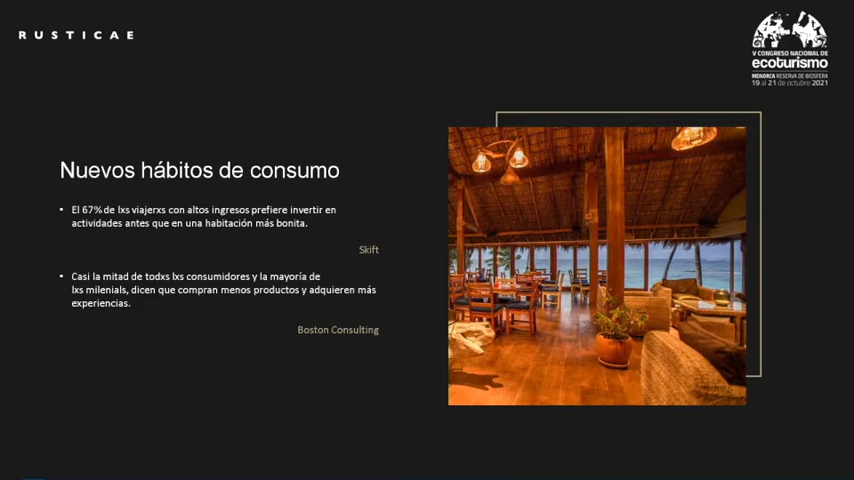 RUSTICAE
V CONGRESO NACIONAL DE
ecoturismo
MENORCA RESERVA DE BIOSFERA
19 al 21 de octubre 2021
Nuevos hábitos de consumo
• El 67% de lxs viajerxs con altos ingresos prefiere invertir en
actividades antes que en una habitación más bonita.
Skift
• Casi la mitad de todxs lxs consumidores y la mayoría de
lxs milenials, dicen que compran menos productos y adquieren más
experiencias.
Boston Consulting